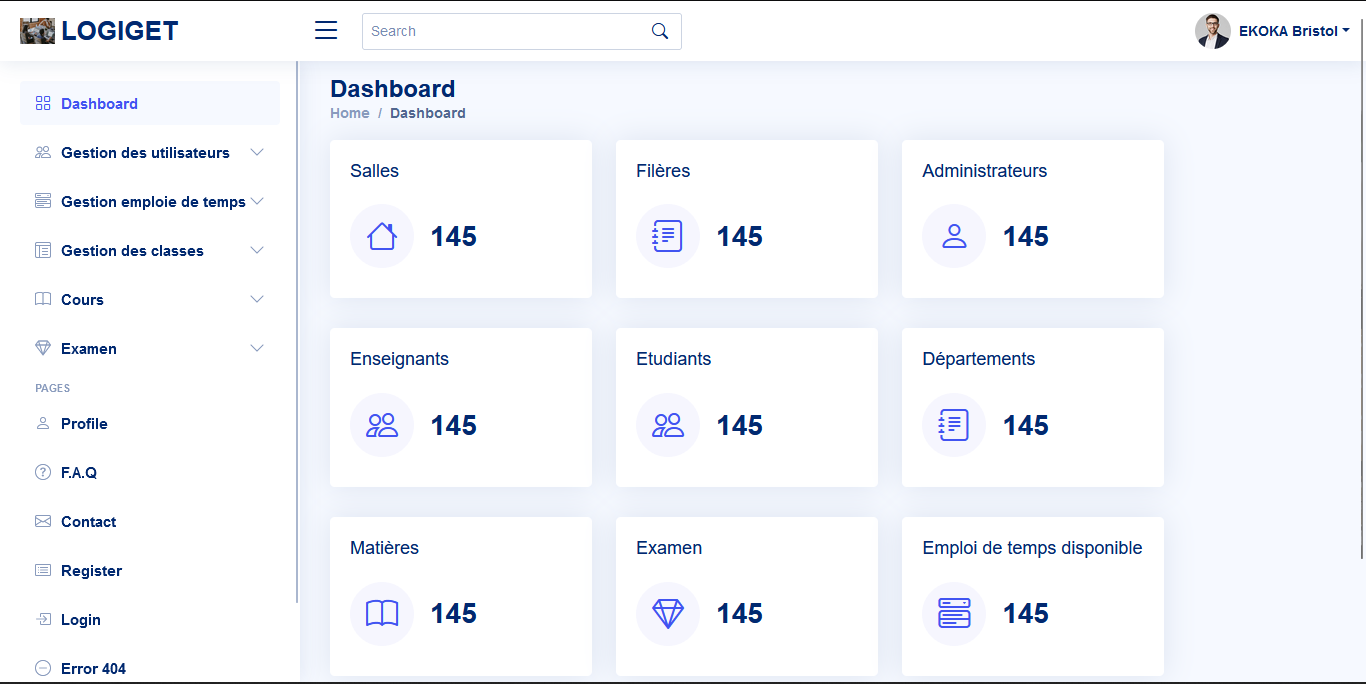 LOGIGET
Search
EKOKA Bristol
Dashboard
Gestion des utilisateurs
Gestion emploie de temps
Gestion des classes
Cours
Examen
PAGES
Profile
F.A.Q
Contact
Register
Login
Error 404
Dashboard
Home / Dashboard
Salles
145
Filères
145
Administrateurs
145
Enseignants
145
Etudiants
145
Départements
145
Matières
145
Examen
145
Emploi de temps disponible
145